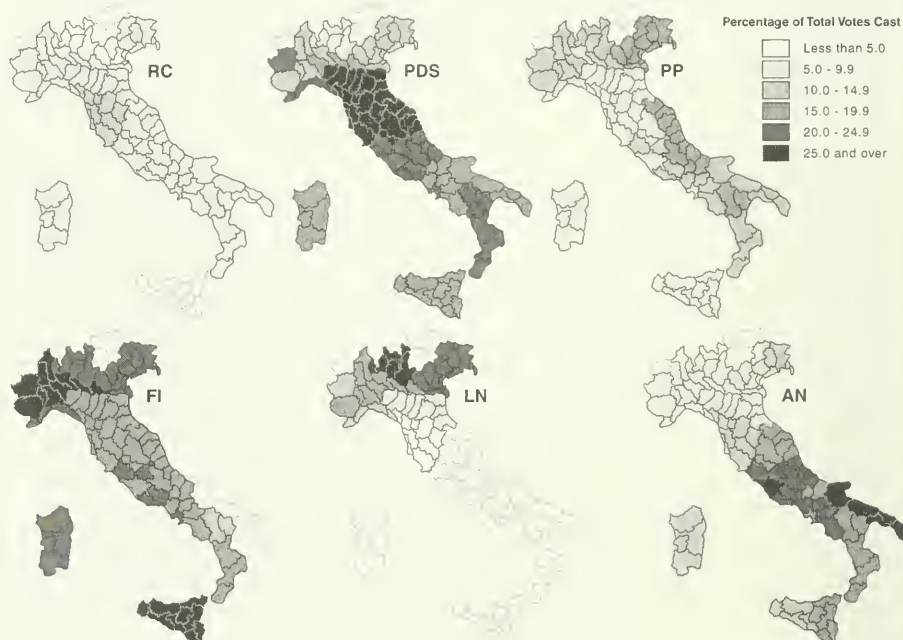 Percentage of Total Votes Cast
Less than 5.0
5.0 - 9.9
10.0 - 14.9
15.0 - 19.9
20.0 - 24.9
25.0 and over
RC
PDS
PP
FI
LN
AN